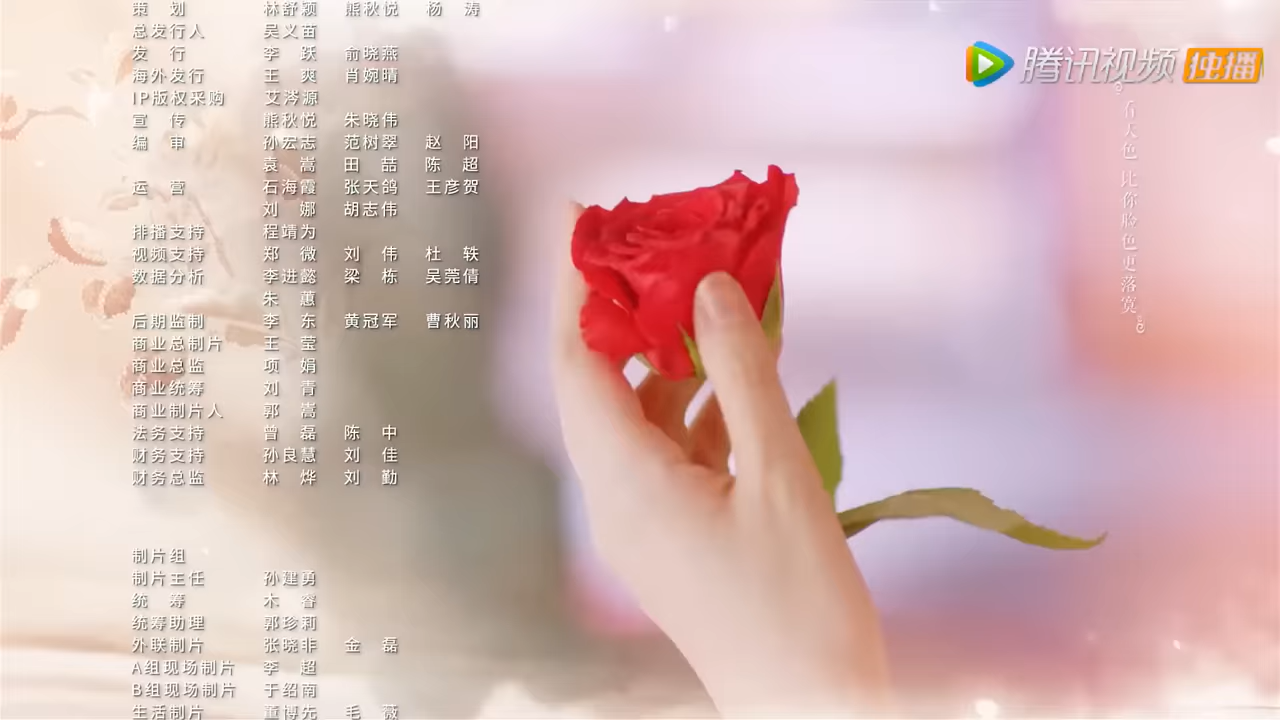 策 划 林舒颖 熊秋悦 杨 涛
总发行人 吴义苗
发 行 李 跃 俞晓燕
海外发行 王 爽 肖婉晴
IP版权采购 艾涔源
宣 传 熊秋悦 朱晓伟
编 审 孙宏志 范树翠 赵 阳
袁 嵩 田 喆 陈 超
运 营 石海霞 张天鸽 王彦贺
刘 娜 胡志伟
排播支持 程靖为
视频支持 郑 微 刘 伟 杜 轶
数据分析 李进懿 梁 栋 吴莞倩
朱 蕙
后期监制 李 东 黄冠军 曹秋丽
商业总制片 王 莹
商业总监 项 娟
商业统筹 刘 青
商业制片人 郭 嵩
法务支持 曾 磊 陈 中
财务支持 孙良慧 刘 佳
财务总监 林 烨 刘 勤
制片组
制片主任 孙建勇
统 筹 木 睿
统筹助理 郭珍莉
外联制片 张晓非 金 磊
A组现场制片 李 超
B组现场制片 于绍南
生活制片 董博先 毛 薇
腾讯视频 独播
看天色 比你脸色更落寞